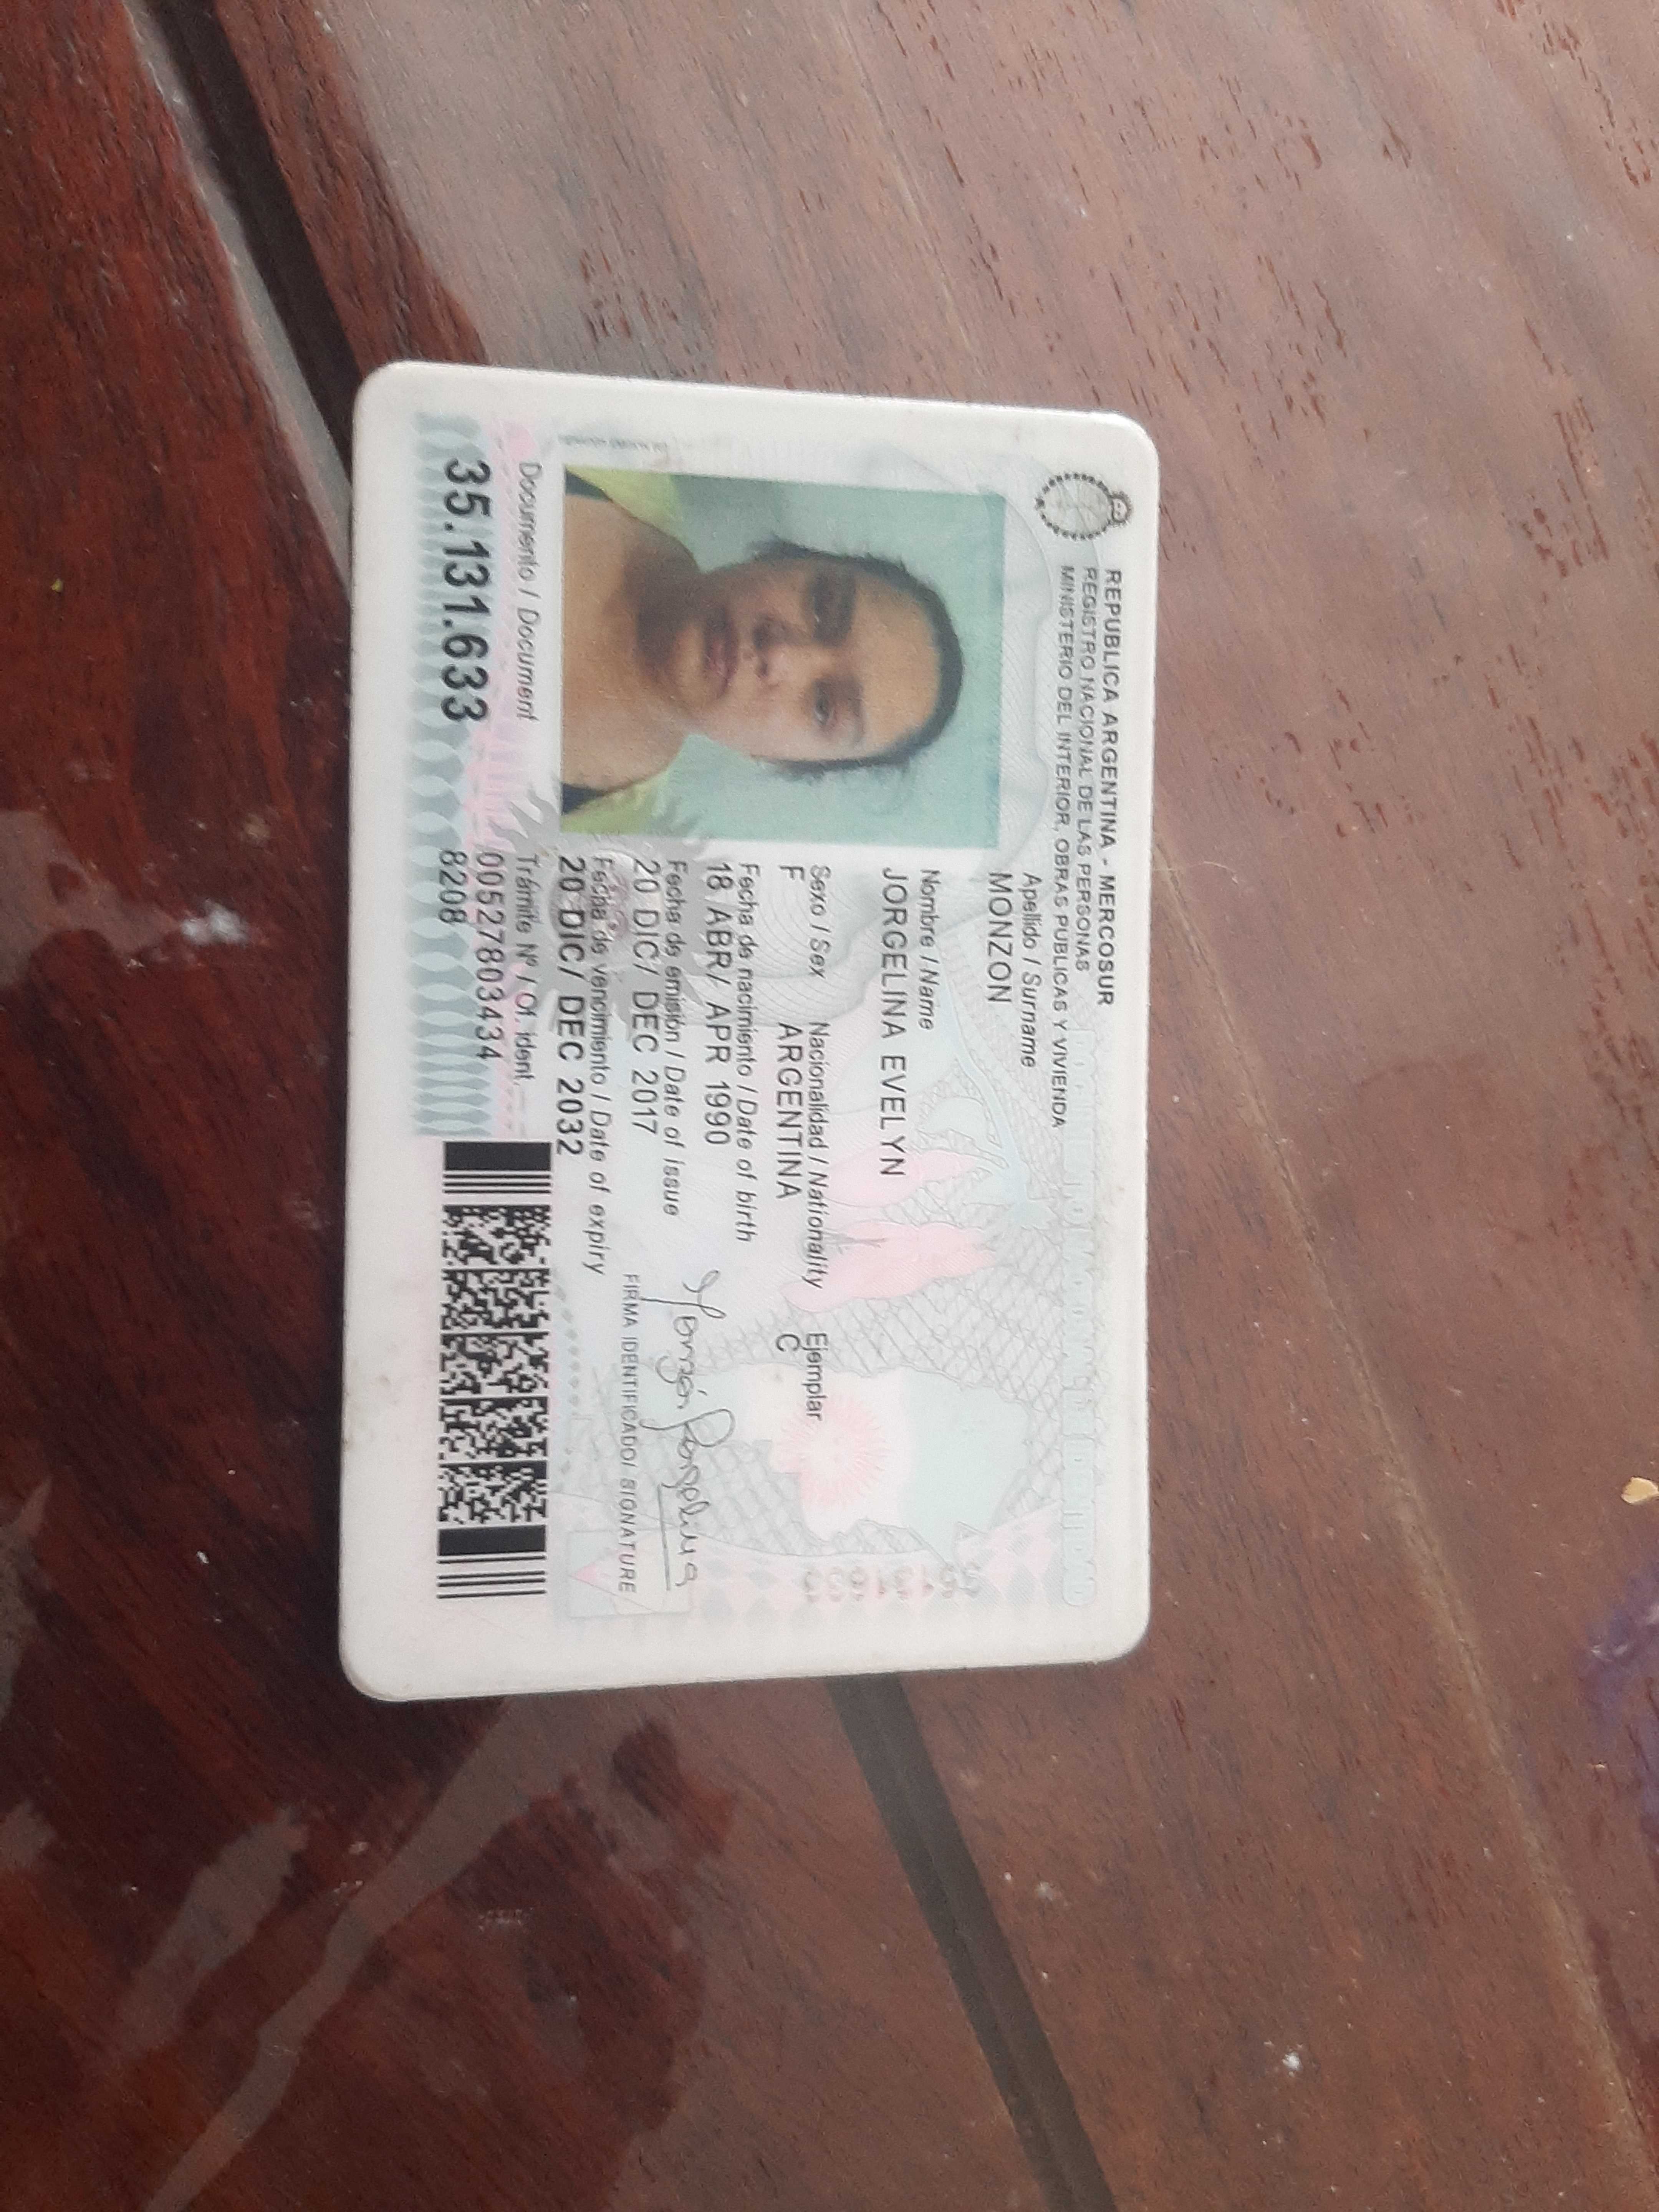 REPUBLICA ARGENTINA - MERCOSUR
REGISTRO NACIONAL DE LAS PERSONAS
MINISTERIO DEL INTERIOR, OBRAS PUBLICAS Y VIVIENDA
Apellido / Surname
MONZON
Nombre / Name
JORGELINA EVELYN
Sexo / Sex Nacionalidad / Nationality Ejemplar
F ARGENTINA C
Fecha de nacimiento / Date of birth
18 ABR/ APR 1990
Fecha de emisión / Date of issue
20 DIC/ DEC 2017
Fecha de vencimiento / Date of expiry
20 DIC/ DEC 2032
Monzón Jorgelina
FIRMA IDENTIFICADO/ SIGNATURE
Documento / Document
35.131.633
Trámite Nº / Of. ident.
00527803434
8208
35131633